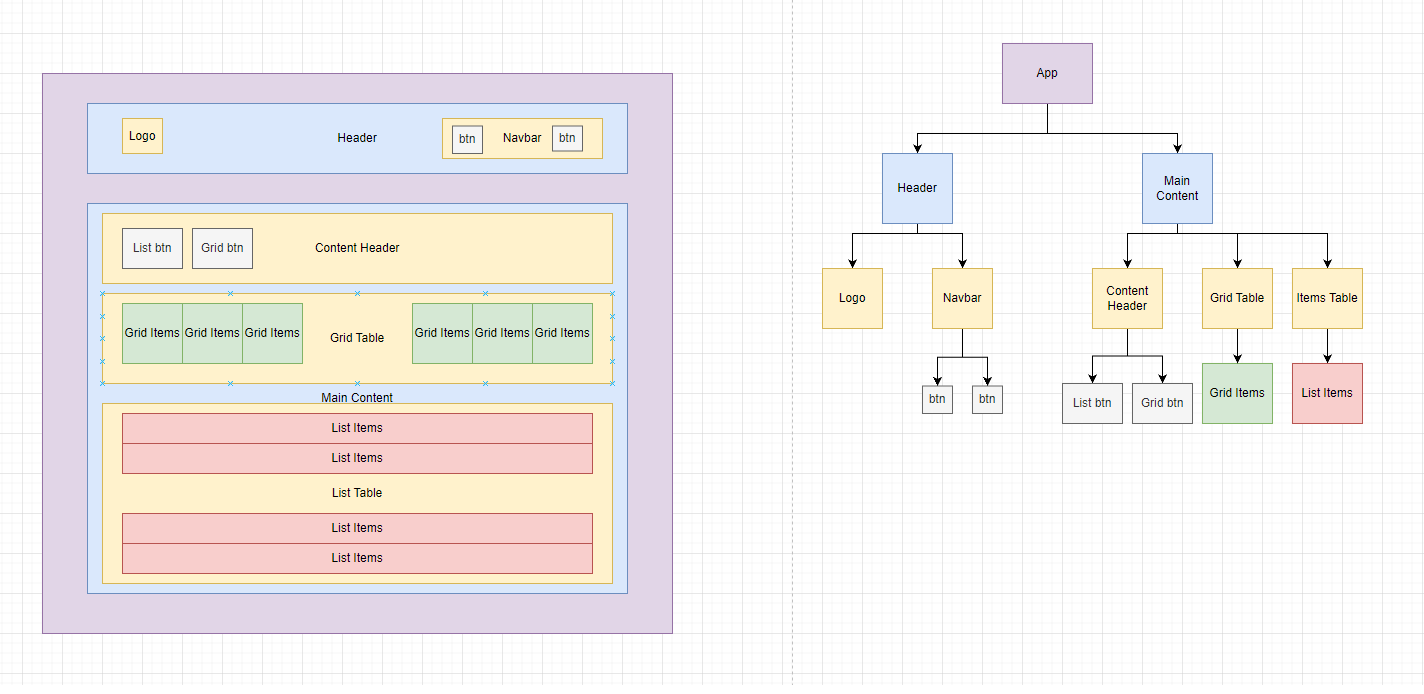 Logo
Header
btn
Navbar
btn
List btn
Grid btn
Content Header
Grid Items
Grid Items
Grid Items
Grid Table
Grid Items
Grid Items
Grid Items
Main Content
List Items
List Items
List Table
List Items
List Items
App
Header
Main
Content
Logo
Navbar
Content
Header
Grid Table
Items Table
btn
btn
List btn
Grid btn
Grid Items
List Items